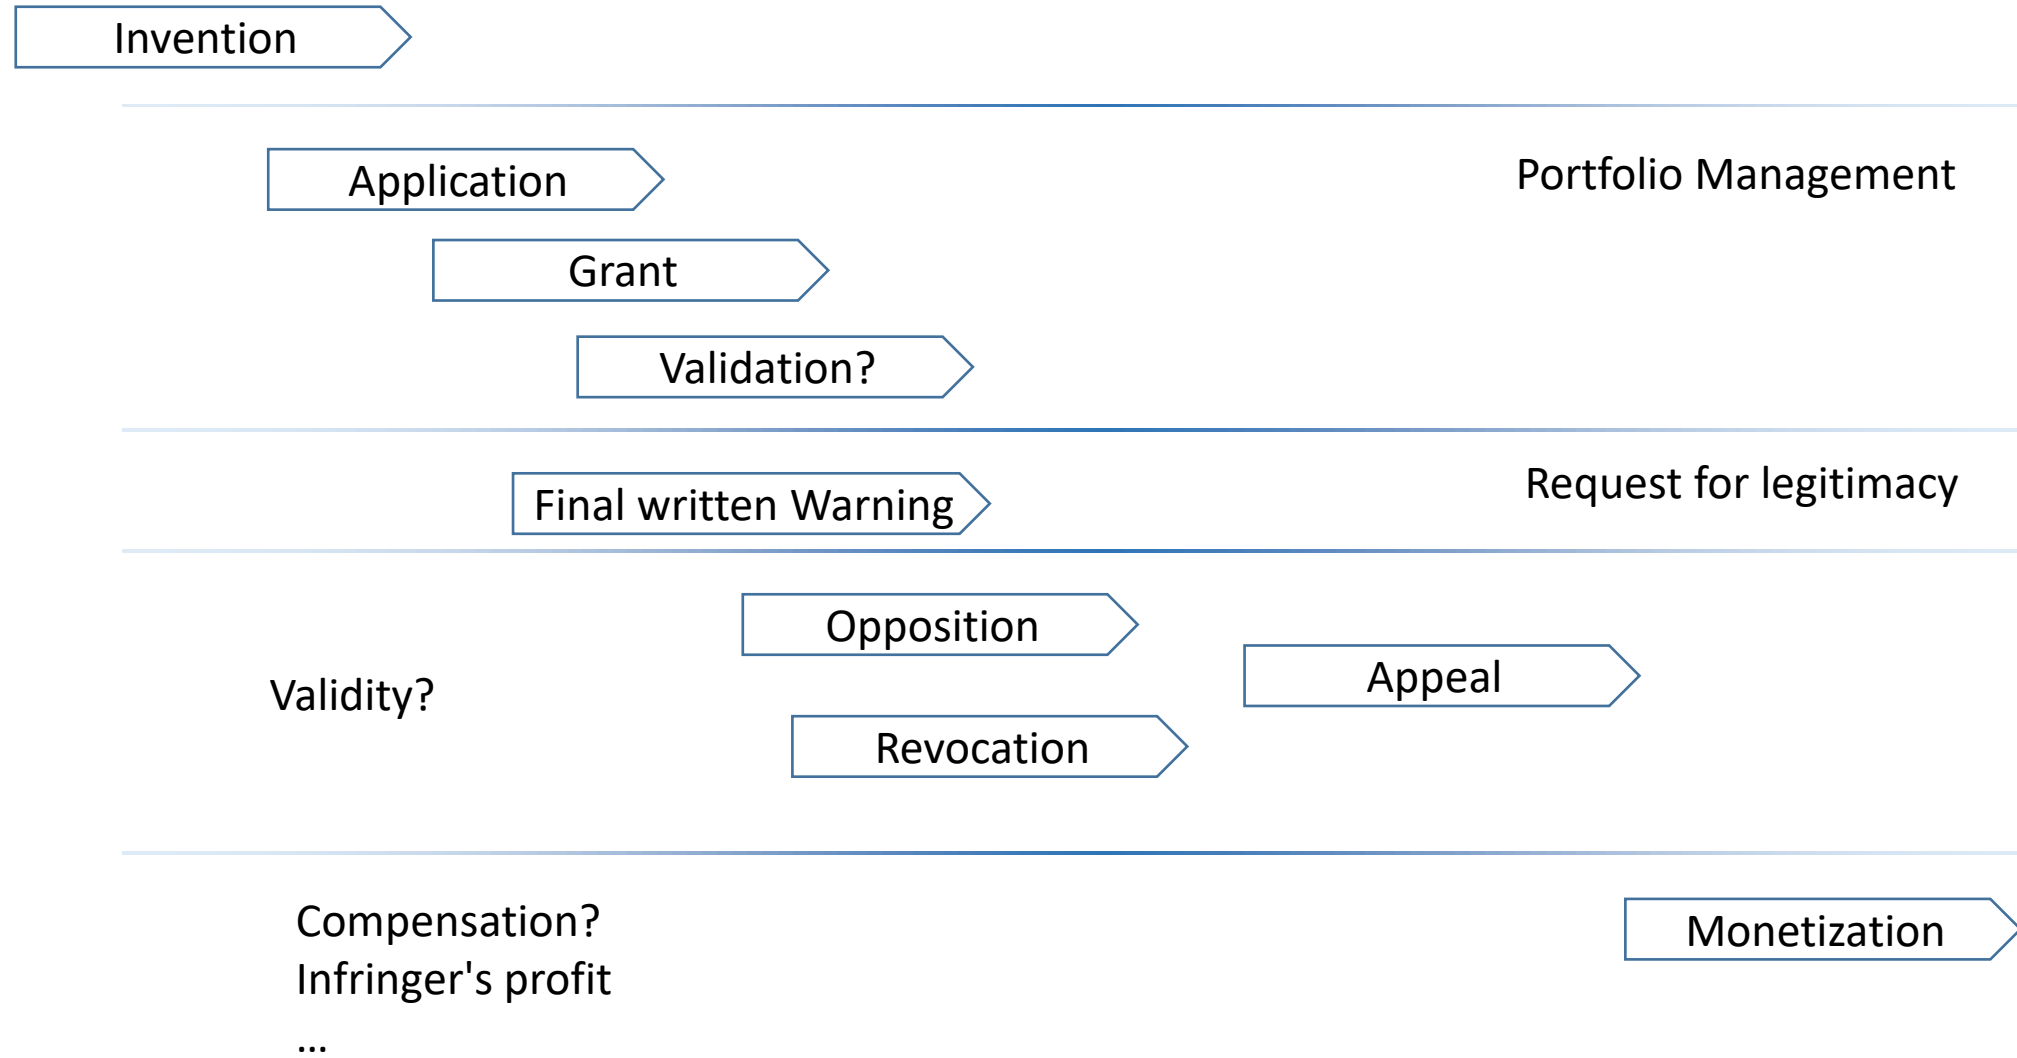 Invention
Application
Portfolio Management
Grant
Validation?
Final written Warning
Request for legitimacy
Opposition
Appeal
Validity?
Revocation
Compensation?
Monetization
Infringer's profit
...